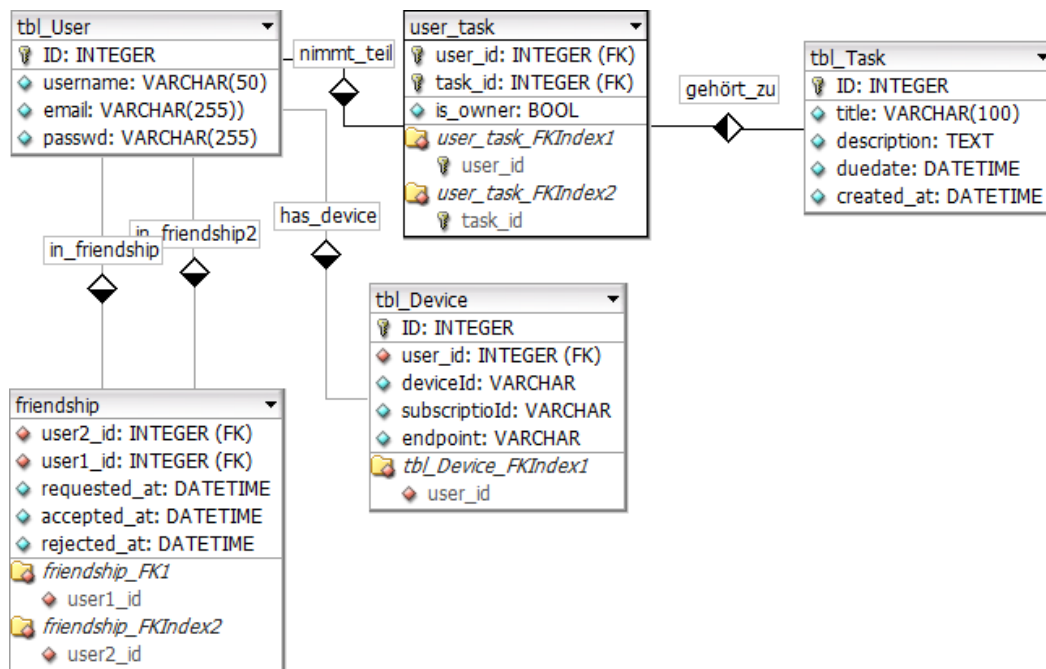 tbl_User
ID: INTEGER
username: VARCHAR(50)
email: VARCHAR(255))
passwd: VARCHAR(255)
nimmt_teil
user_task
user_id: INTEGER (FK)
task_id: INTEGER (FK)
is_owner: BOOL
user_task_FKIndex1
user_id
user_task_FKIndex2
task_id
gehört_zu
tbl_Task
ID: INTEGER
title: VARCHAR(100)
description: TEXT
duedate: DATETIME
created_at: DATETIME
has_device
in_friendship2
in_friendship
tbl_Device
ID: INTEGER
user_id: INTEGER (FK)
deviceId: VARCHAR
subscriptioId: VARCHAR
endpoint: VARCHAR
tbl_Device_FKIndex1
user_id
friendship
user2_id: INTEGER (FK)
user1_id: INTEGER (FK)
requested_at: DATETIME
accepted_at: DATETIME
rejected_at: DATETIME
friendship_FK1
user1_id
friendship_FKIndex2
user2_id